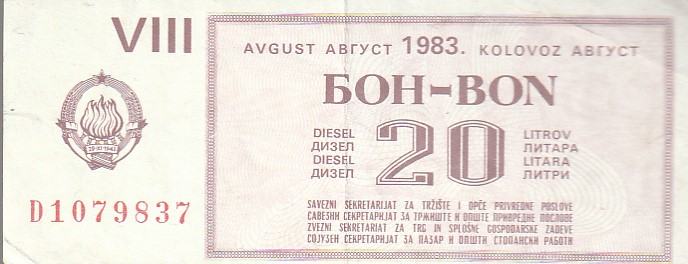 VIII
AVGUST АВГУСТ 1983. KOLOVOZ АВГУСТ
БОН-BON
DIESEL
ДИЗЕЛ
DIESEL
ДИЗЕЛ
20
LITROV
ЛИТАРА
LITARA
ЛИТРИ
29·XI·1943
D1079837
SAVEZNI SEKRETARIJAT ZA TRŽIŠTE I OPĆE PRIVREDNE POSLOVE
САВЕЗНИ СЕКРЕТАРИЈАТ ЗА ТРЖИШТЕ И ОПШТЕ ПРИВРЕДНЕ ПОСЛОВЕ
ZVEZNI SEKRETARIAT ZA TRG IN SPLOŠNE GOSPODARSKE ZADEVE
СОЈУЗЕН СЕКРЕТАРИЈАТ ЗА ПАЗАР И ОПШТИ СТОПАНСКИ РАБОТИ